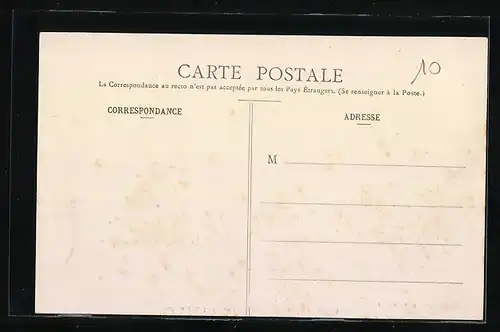 CARTE POSTALE
10
La Correspondance au recto n'est pas acceptée par tous les Pays Étrangers. (Se renseigner à la Poste.)
CORRESPONDANCE
ADRESSE
M